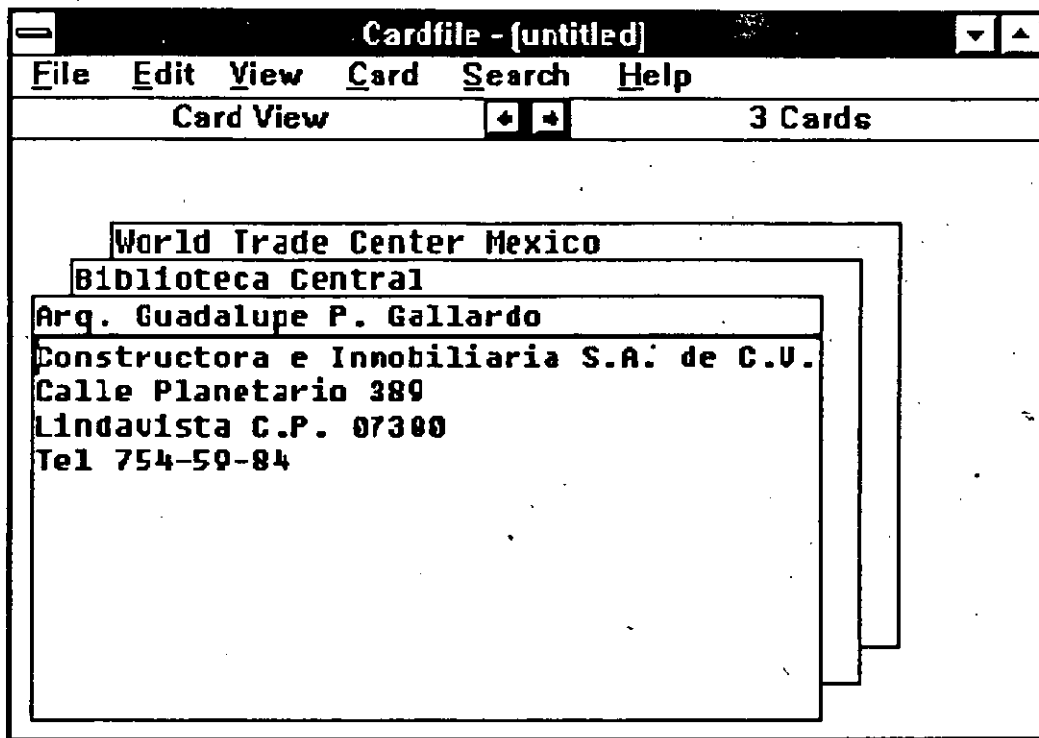 Cardfile - [untitled]
File Edit View Card Search Help
Card View 3 Cards
World Trade Center Mexico
Biblioteca Central
Arq. Guadalupe P. Gallardo
Constructora e Inmobiliaria S.A. de C.V.
Calle Planetario 389
Lindavista C.P. 07300
Tel 754-59-84